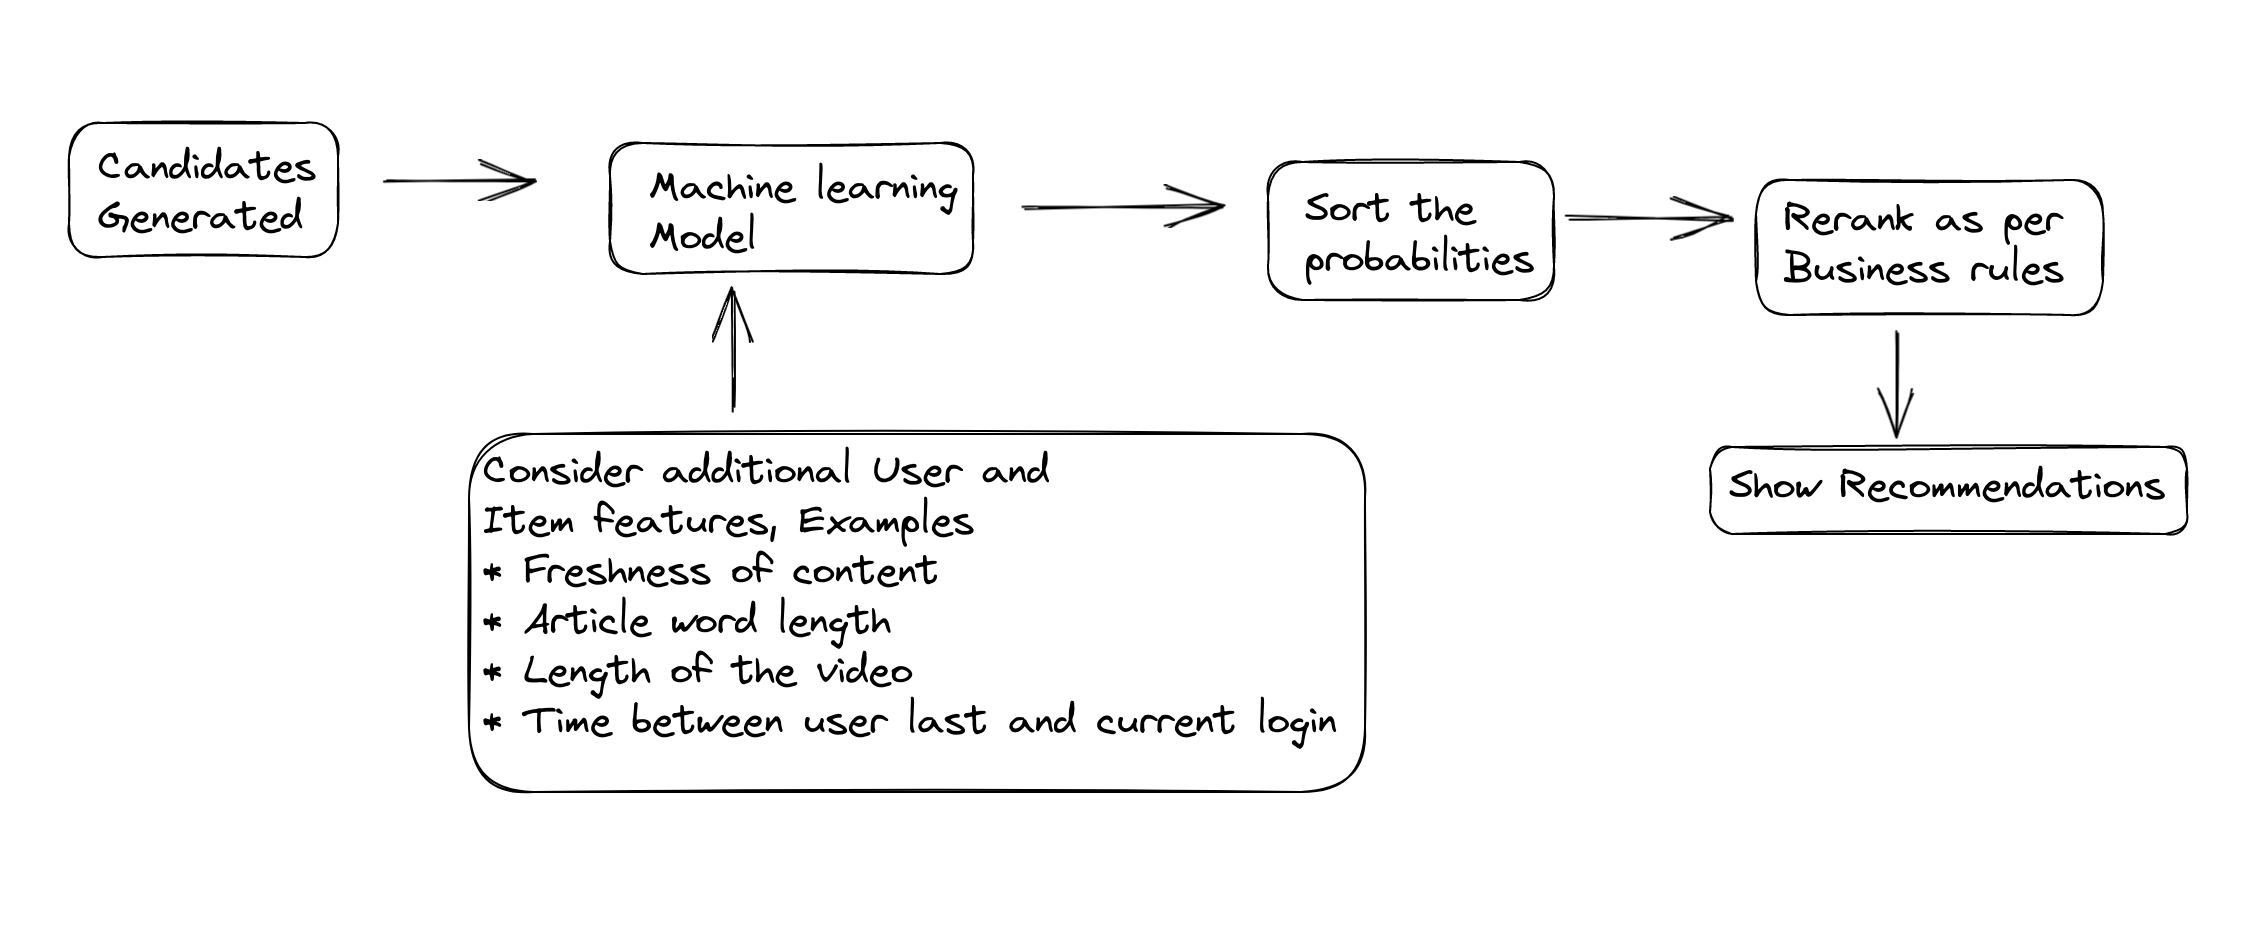 Candidates
Generated
Machine learning
Model
Sort the
probabilities
Rerank as per
Business rules
Consider additional User and
Item features, Examples
* Freshness of content
* Article word length
* Length of the video
* Time between user last and current login
Show Recommendations